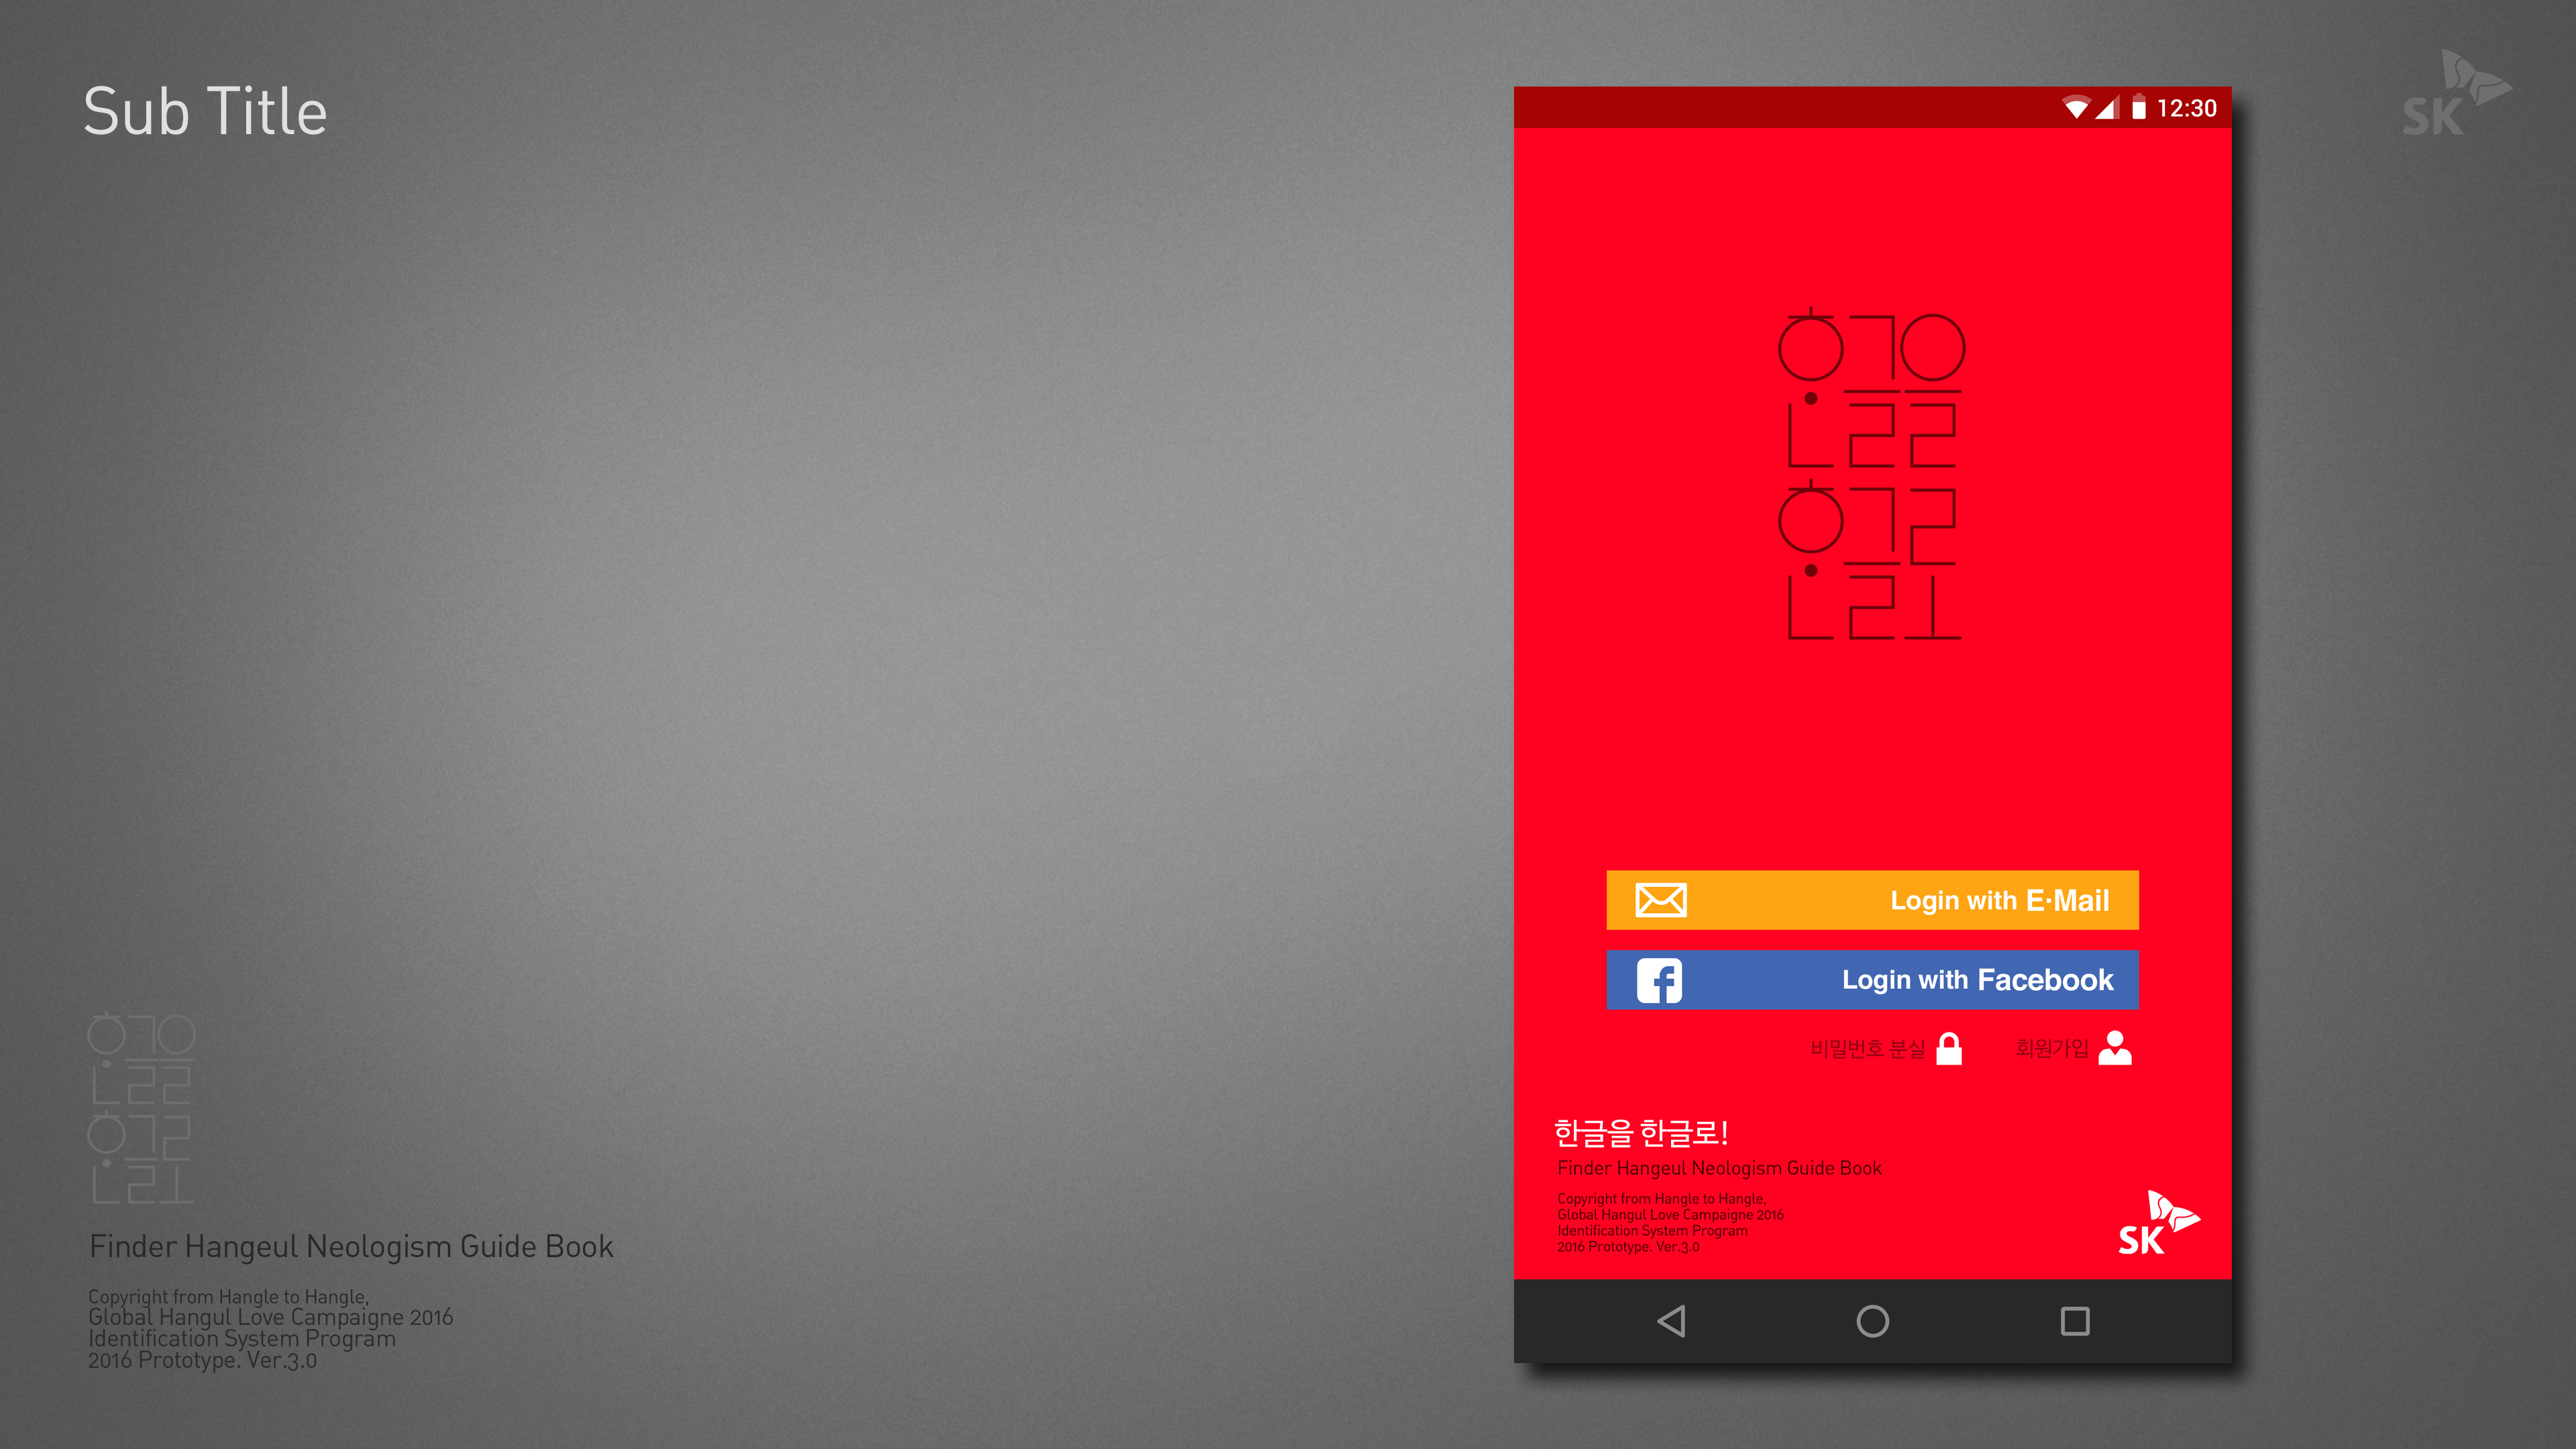 Sub Title
SK
12:30
한글을
한글로
Login with E·Mail
Login with Facebook
비밀번호 분실
회원가입
한글을 한글로!
Finder Hangeul Neologism Guide Book
Copyright from Hangle to Hangle,
Global Hangul Love Campaigne 2016
Identification System Program
2016 Prototype. Ver.3.0
SK
한글을
한글로
Finder Hangeul Neologism Guide Book
Copyright from Hangle to Hangle,
Global Hangul Love Campaigne 2016
Identification System Program
2016 Prototype. Ver.3.0